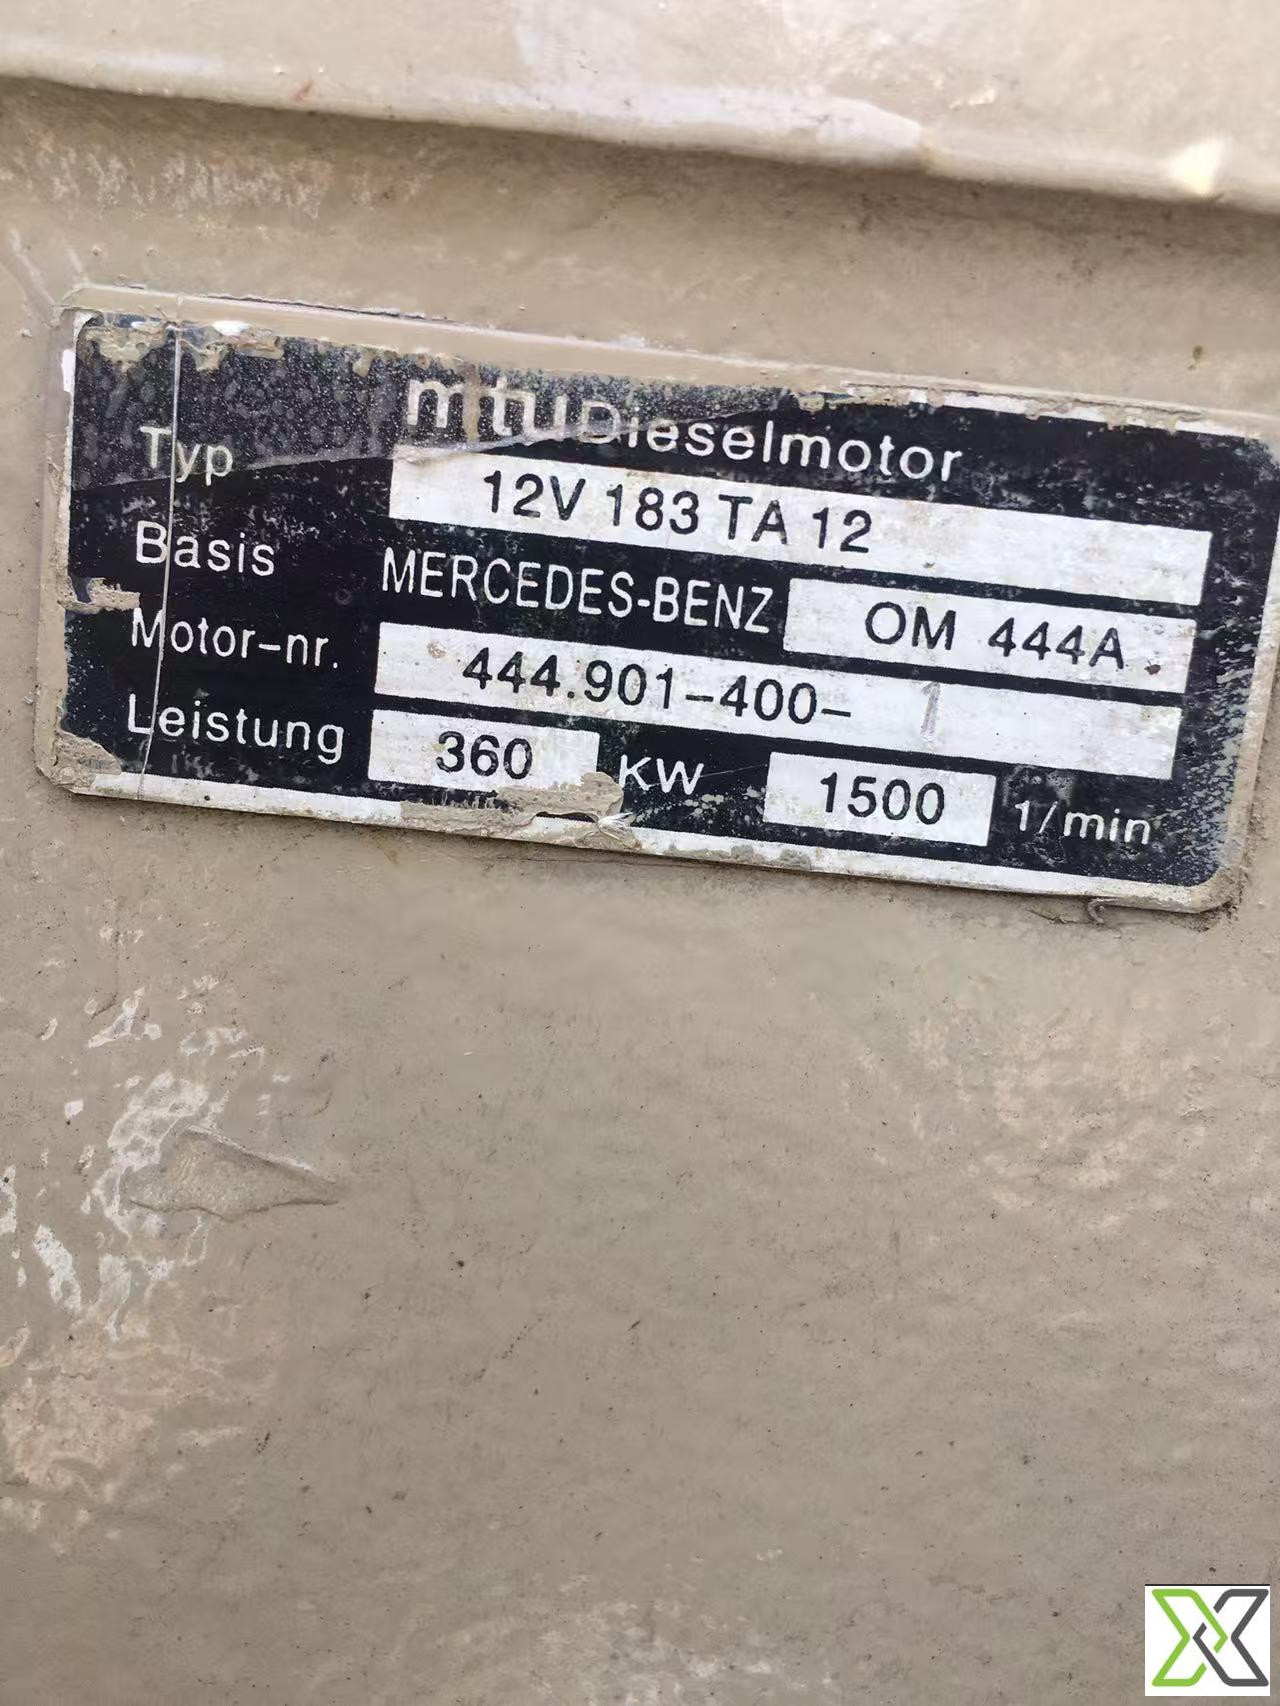 mtu Dieselmotor
Typ 12V 183 TA 12
Basis MERCEDES-BENZ OM 444A
Motor-nr. 444.901-400- 1
Leistung 360 KW 1500 1/min